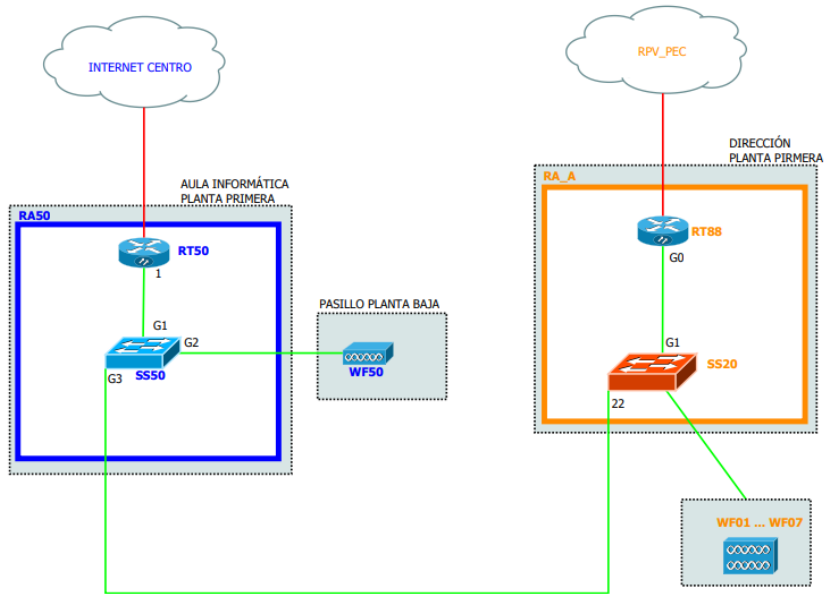 INTERNET CENTRO
RPV_PEC
AULA INFORMÁTICA
PLANTA PRIMERA
RA50
RT50
1
G1
G2
G3
SS50
PASILLO PLANTA BAJA
WF50
DIRECCIÓN
PLANTA PIRMERA
RA_A
RT88
G0
G1
SS20
22
WF01 ... WF07